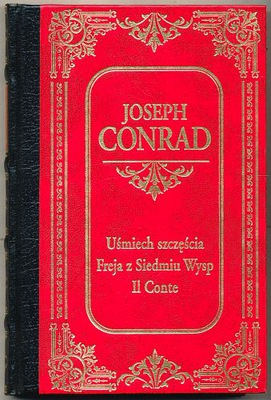 JOSEPH
CONRAD
Uśmiech szczęścia
Freja z Siedmiu Wysp
Il Conte